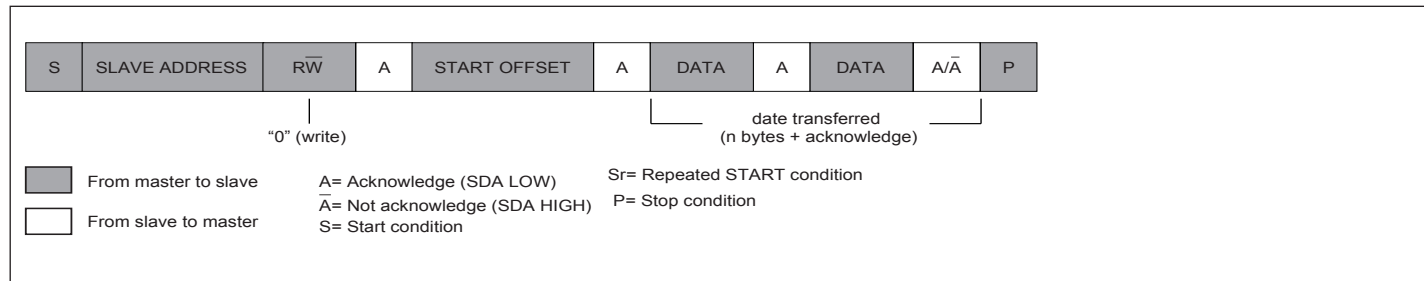 S SLAVE ADDRESS RW̅ A START OFFSET A DATA A DATA A/A̅ P
“0” (write)
date transferred
(n bytes + acknowledge)
From master to slave
From slave to master
A= Acknowledge (SDA LOW)
A̅= Not acknowledge (SDA HIGH)
S= Start condition
Sr= Repeated START condition
P= Stop condition